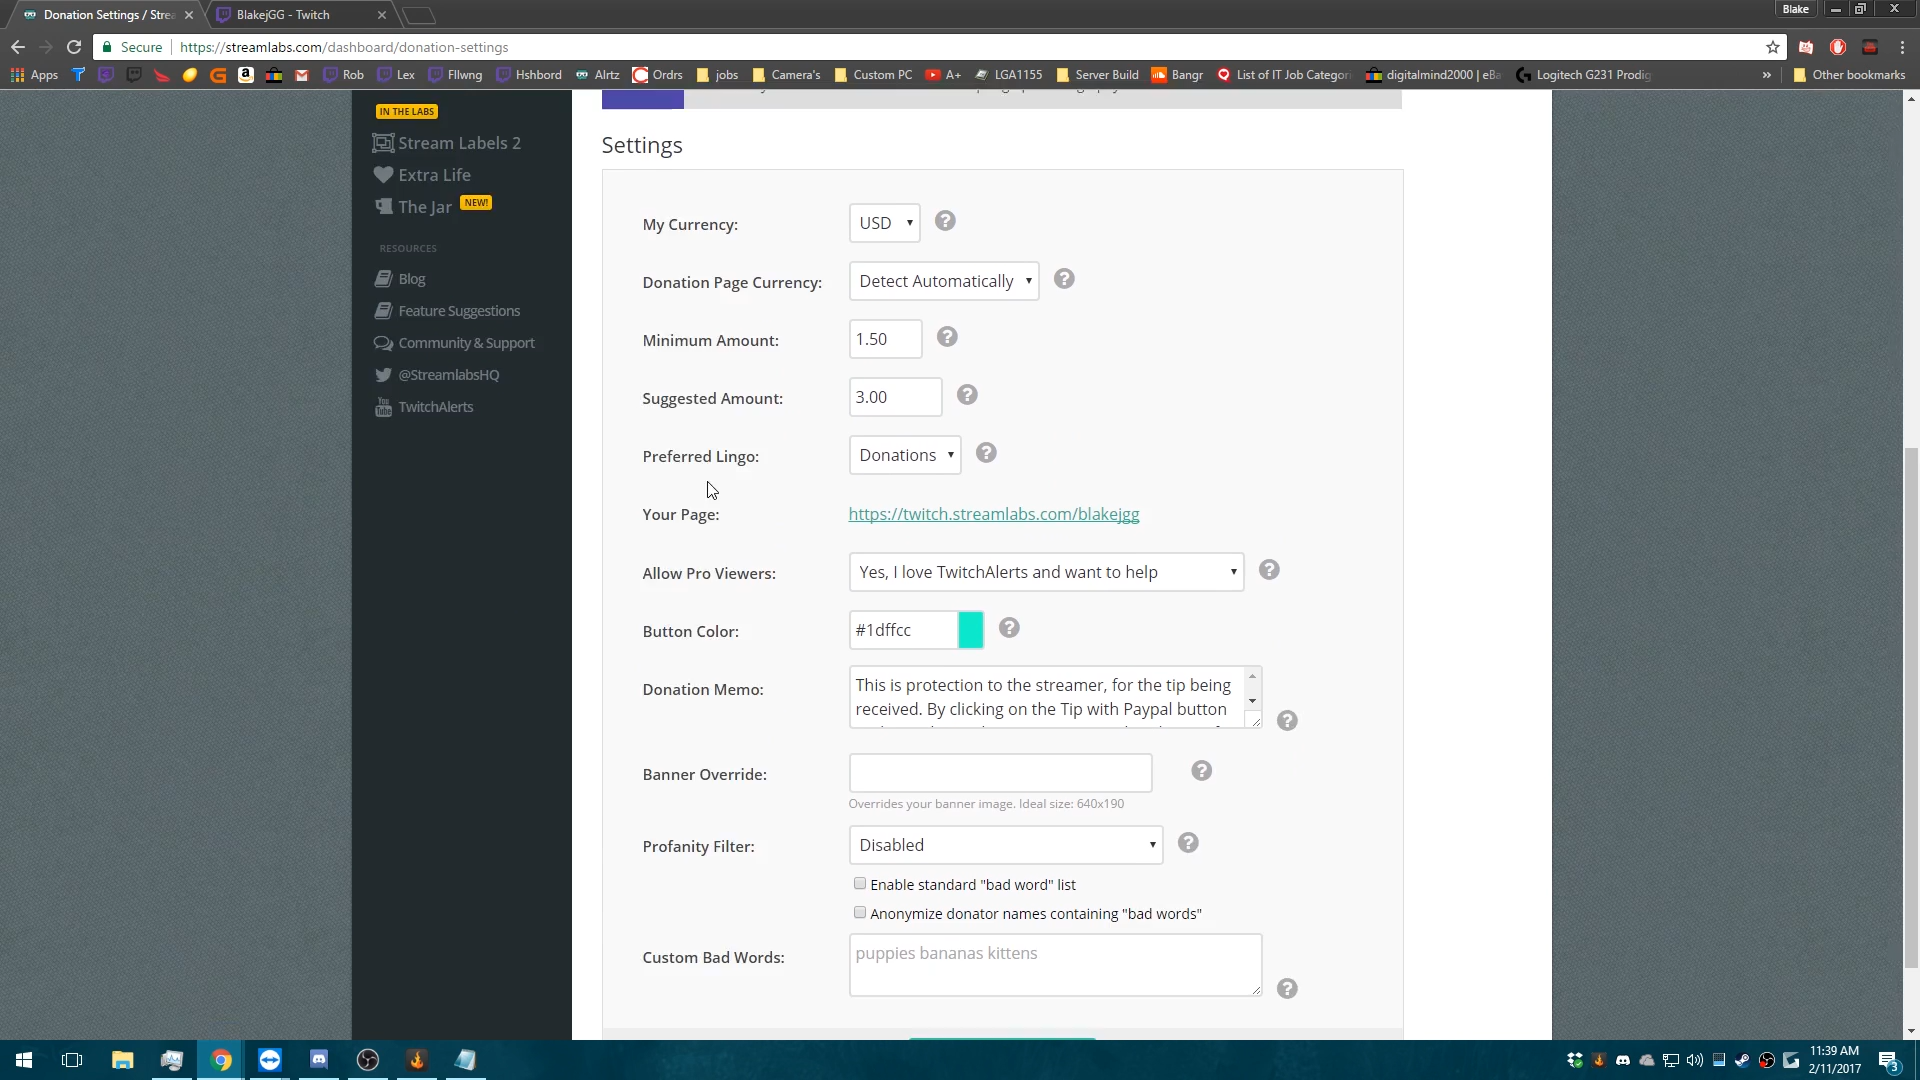 Donation Settings / Strea
BlakejGG - Twitch
Blake
Secure
https://streamlabs.com/dashboard/donation-settings
Apps
Rob
Lex
Fllwng
Hshbord
Alrtz
Ordrs
jobs
Camera's
Custom PC
A+
LGA1155
Server Build
Bangr
List of IT Job Categori
digitalmind2000 | eBa
Logitech G231 Prodig
»
Other bookmarks
IN THE LABS
Stream Labels 2
Extra Life
The Jar NEW!
RESOURCES
Blog
Feature Suggestions
Community & Support
@StreamlabsHQ
You
Tube
TwitchAlerts
Settings
My Currency: USD ?
Donation Page Currency: Detect Automatically ?
Minimum Amount: 1.50 ?
Suggested Amount: 3.00 ?
Preferred Lingo: Donations ?
Your Page: https://twitch.streamlabs.com/blakejgg
Allow Pro Viewers: Yes, I love TwitchAlerts and want to help ?
Button Color: #1dffcc ?
Donation Memo: This is protection to the streamer, for the tip being
received. By clicking on the Tip with Paypal button
?
Banner Override: ?
Overrides your banner image. Ideal size: 640x190
Profanity Filter: Disabled ?
Enable standard "bad word" list
Anonymize donator names containing "bad words"
Custom Bad Words: puppies bananas kittens
?
11:39 AM
2/11/2017
3